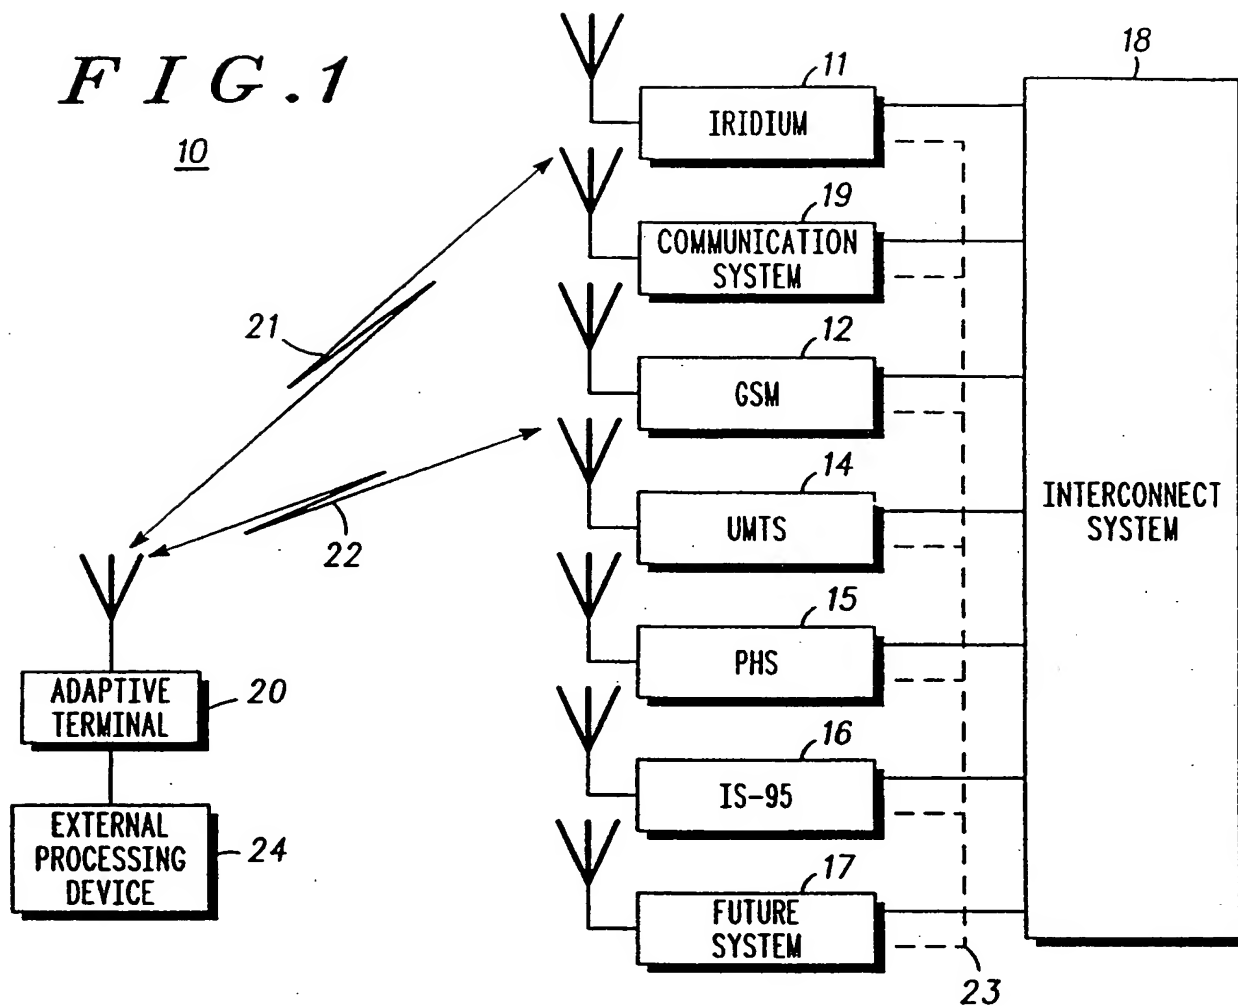 FIG.1
10
11
IRIDIUM
18
19
COMMUNICATION
SYSTEM
21
12
GSM
14
UMTS
INTERCONNECT
SYSTEM
22
15
PHS
ADAPTIVE
TERMINAL
20
16
IS-95
EXTERNAL
PROCESSING
DEVICE
24
17
FUTURE
SYSTEM
23